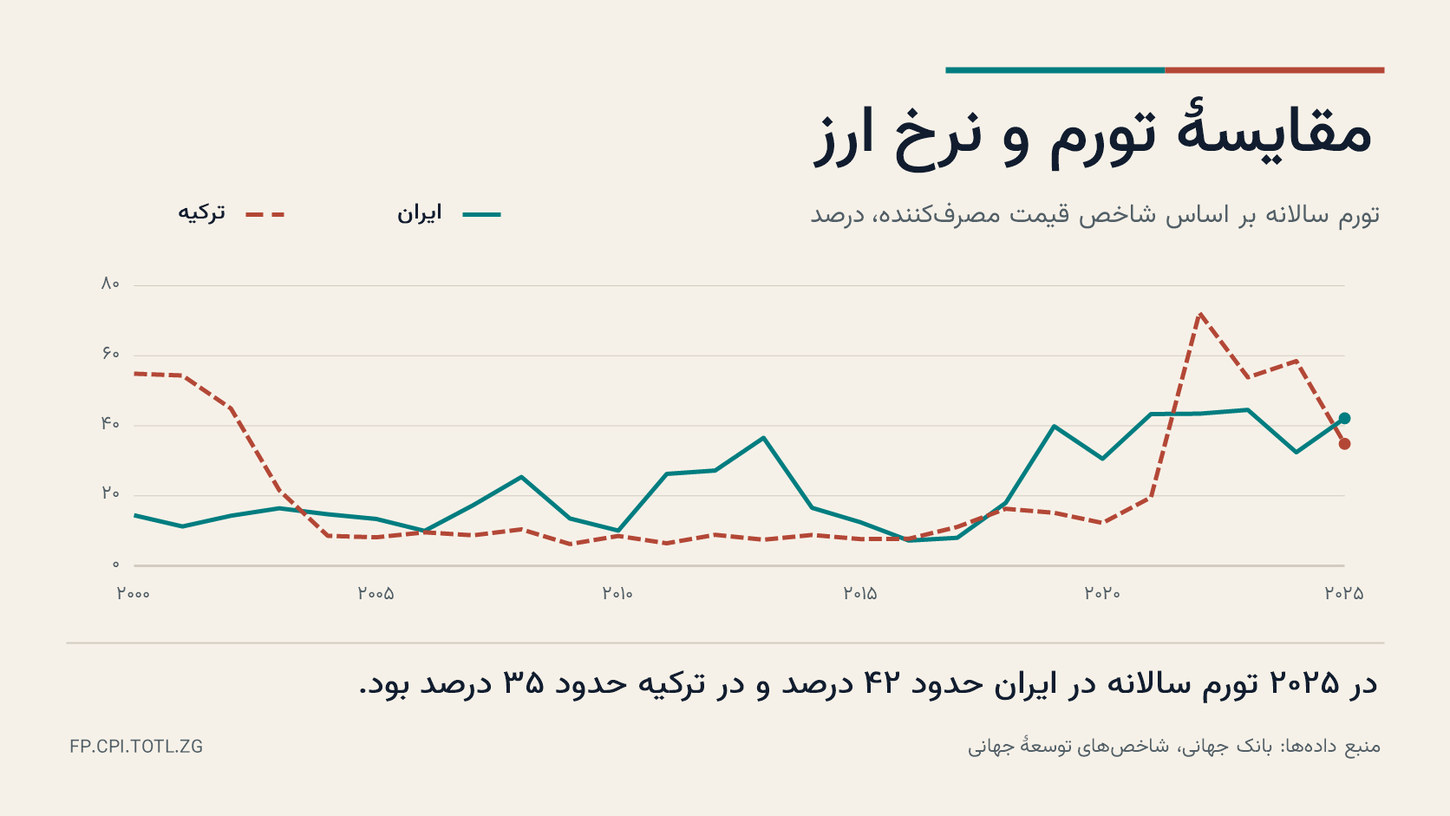 مقایسهٔ تورم و نرخ ارز
تورم سالانه بر اساس شاخص قیمت مصرف‌کننده، درصد
ایران
ترکیه
۸۰
۶۰
۴۰
۲۰
۰
۲۰۰۰
۲۰۰۵
۲۰۱۰
۲۰۱۵
۲۰۲۰
۲۰۲۵
در ۲۰۲۵ تورم سالانه در ایران حدود ۴۲ درصد و در ترکیه حدود ۳۵ درصد بود.
منبع داده‌ها: بانک جهانی، شاخص‌های توسعهٔ جهانی
FP.CPI.TOTL.ZG